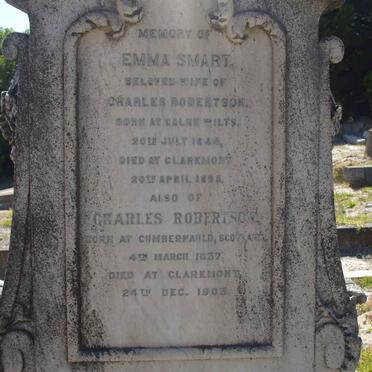 MEMORY OF
EMMA SMART,
BELOVED WIFE OF
CHARLES ROBERTSON,
BORN AT CALNE WILTS.
20TH JULY 1844,
DIED AT CLAREMONT
20TH APRIL 1898.
ALSO OF
CHARLES ROBERTSON,
BORN AT CUMBERNAULD, SCOTLAND,
4TH MARCH 1837,
DIED AT CLAREMONT,
24TH DEC. 1903.